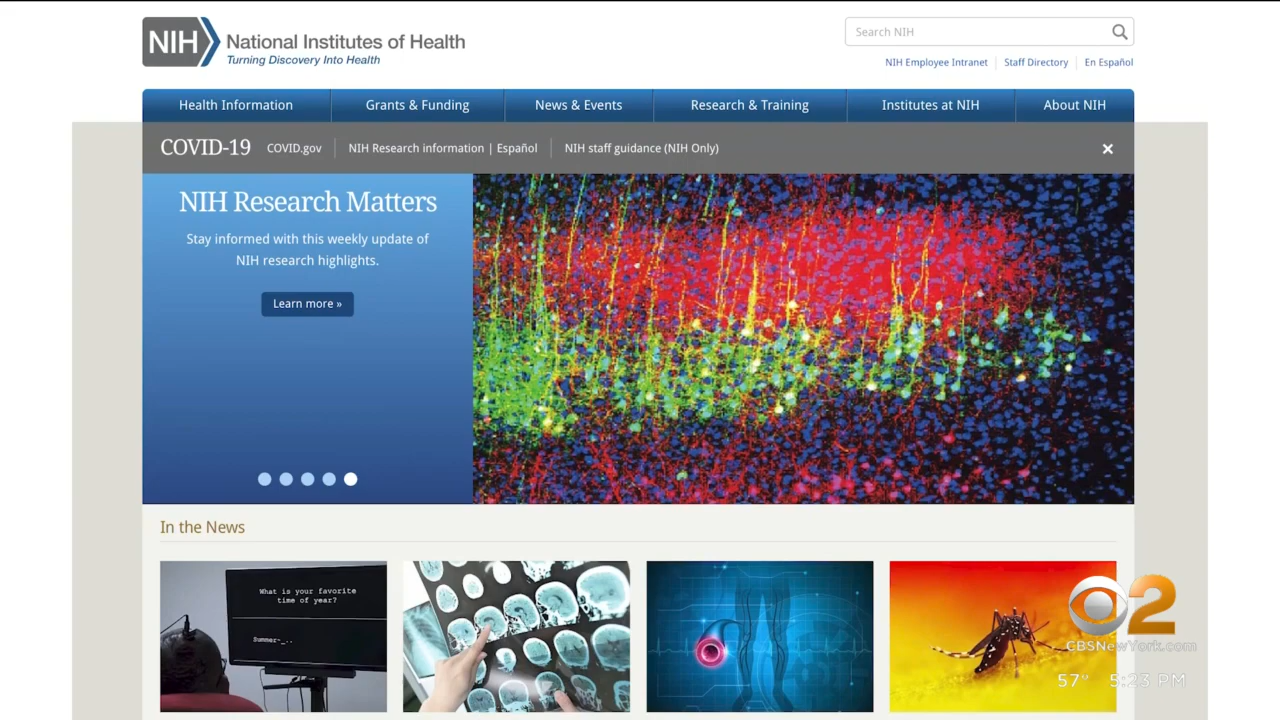 NIH National Institutes of Health
Turning Discovery Into Health
Search NIH
NIH Employee Intranet Staff Directory En Español
Health Information Grants & Funding News & Events Research & Training Institutes at NIH About NIH
COVID-19 COVID.gov NIH Research information | Español NIH staff guidance (NIH Only)
NIH Research Matters
Stay informed with this weekly update of
NIH research highlights.
Learn more »
In the News
What is your favorite
time of year?
Summer~_..
2
CBSNewYork.com
57° 5:23 PM